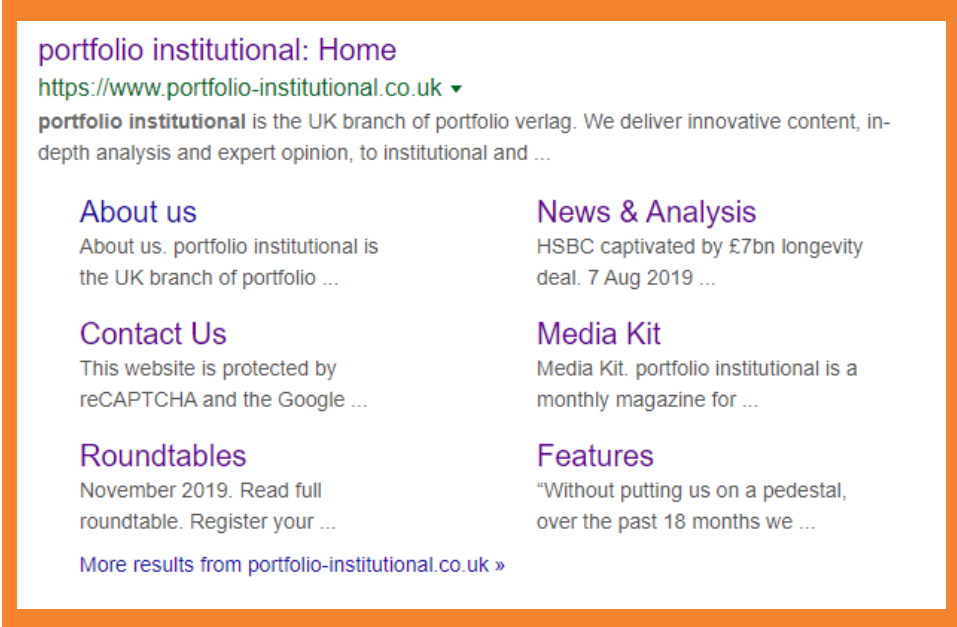 portfolio institutional: Home
https://www.portfolio-institutional.co.uk
portfolio institutional is the UK branch of portfolio verlag. We deliver innovative content, in-
depth analysis and expert opinion, to institutional and ...
About us
About us. portfolio institutional is
the UK branch of portfolio ...
News & Analysis
HSBC captivated by £7bn longevity
deal. 7 Aug 2019 ...
Contact Us
This website is protected by
reCAPTCHA and the Google ...
Media Kit
Media Kit. portfolio institutional is a
monthly magazine for ...
Roundtables
November 2019. Read full
roundtable. Register your ...
Features
“Without putting us on a pedestal,
over the past 18 months we ...
More results from portfolio-institutional.co.uk »